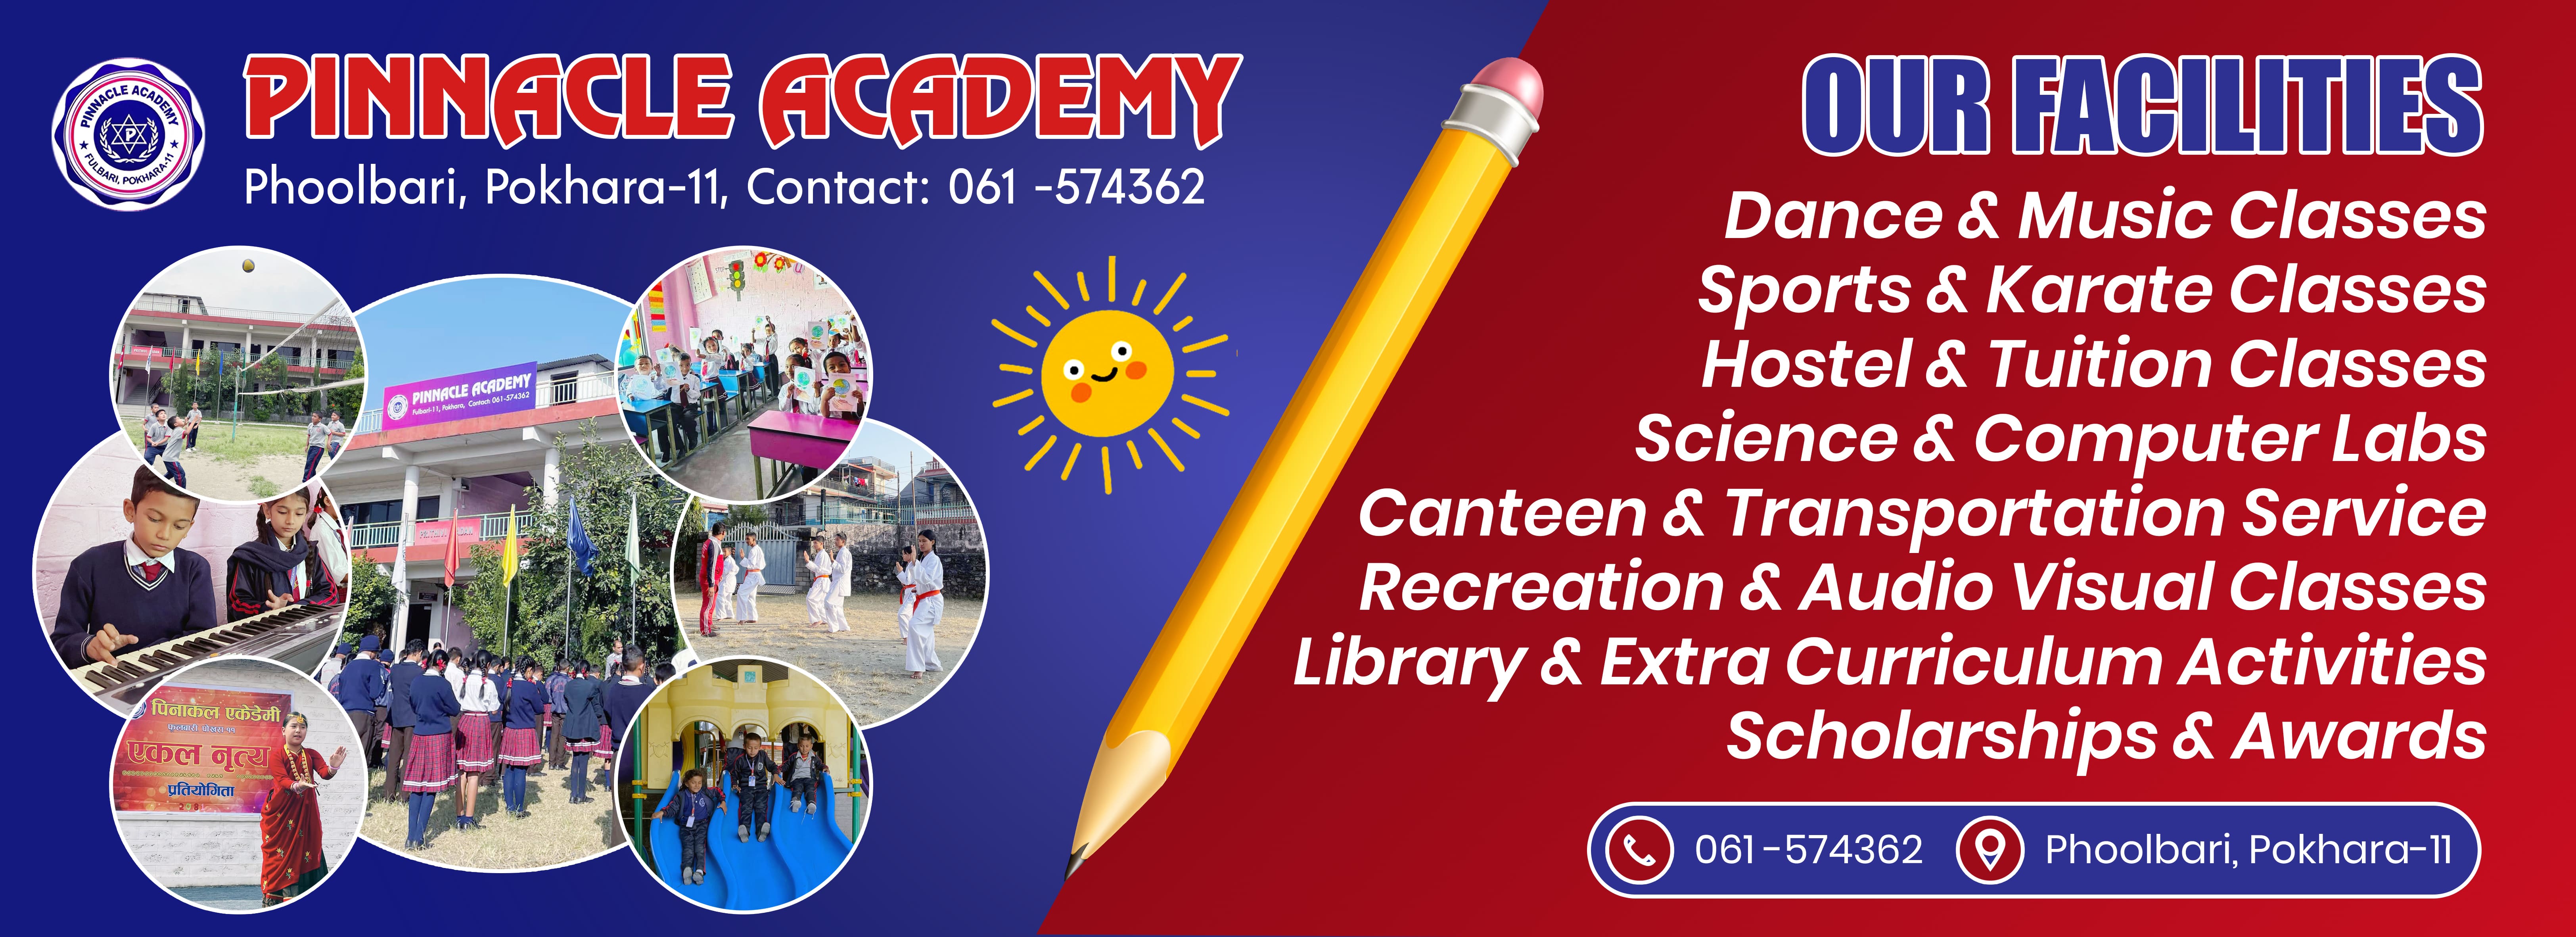 PINNACLE ACADEMY
FULBARI, POKHARA-11
P
PINNACLE ACADEMY
Phoolbari, Pokhara-11, Contact: 061 -574362
PINNACLE ACADEMY
Fulbari-11, Pokhara, Contact: 061-574362
पिनाकल एकेडेमी
फूलबारी पोखरा ११
एकल नृत्य
प्रतियोगिता
OUR FACILITIES
Dance & Music Classes
Sports & Karate Classes
Hostel & Tuition Classes
Science & Computer Labs
Canteen & Transportation Service
Recreation & Audio Visual Classes
Library & Extra Curriculum Activities
Scholarships & Awards
061 -574362
Phoolbari, Pokhara-11